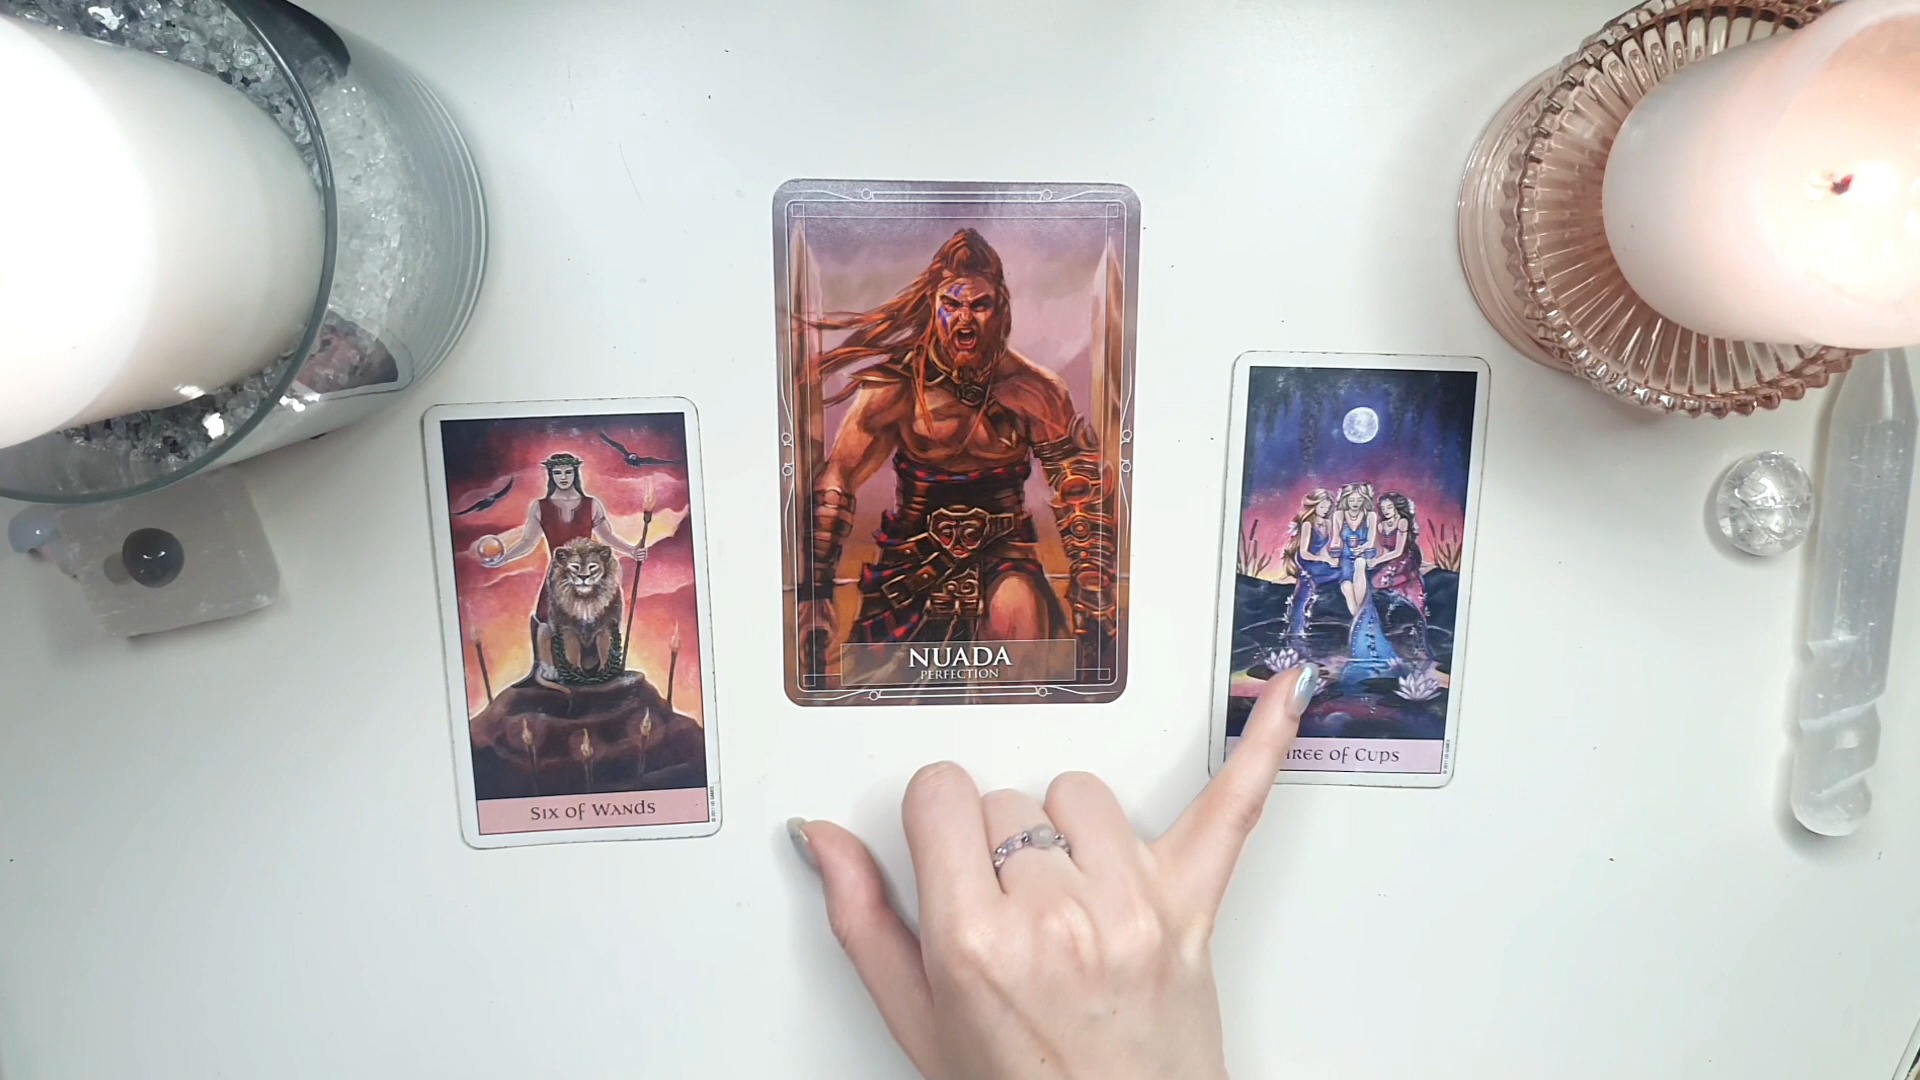 NUADA
PERFECTION
Six of Wands
ree of Cups